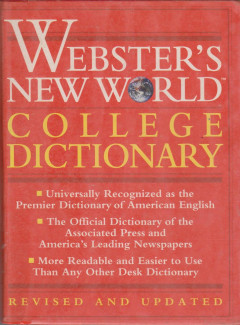 WEBSTER'S
NEW WORLD™
COLLEGE
DICTIONARY
■ Universally Recognized as the
Premier Dictionary of American English
■ The Official Dictionary of the
Associated Press and
America's Leading Newspapers
■ More Readable and Easier to Use
Than Any Other Desk Dictionary
REVISED AND UPDATED